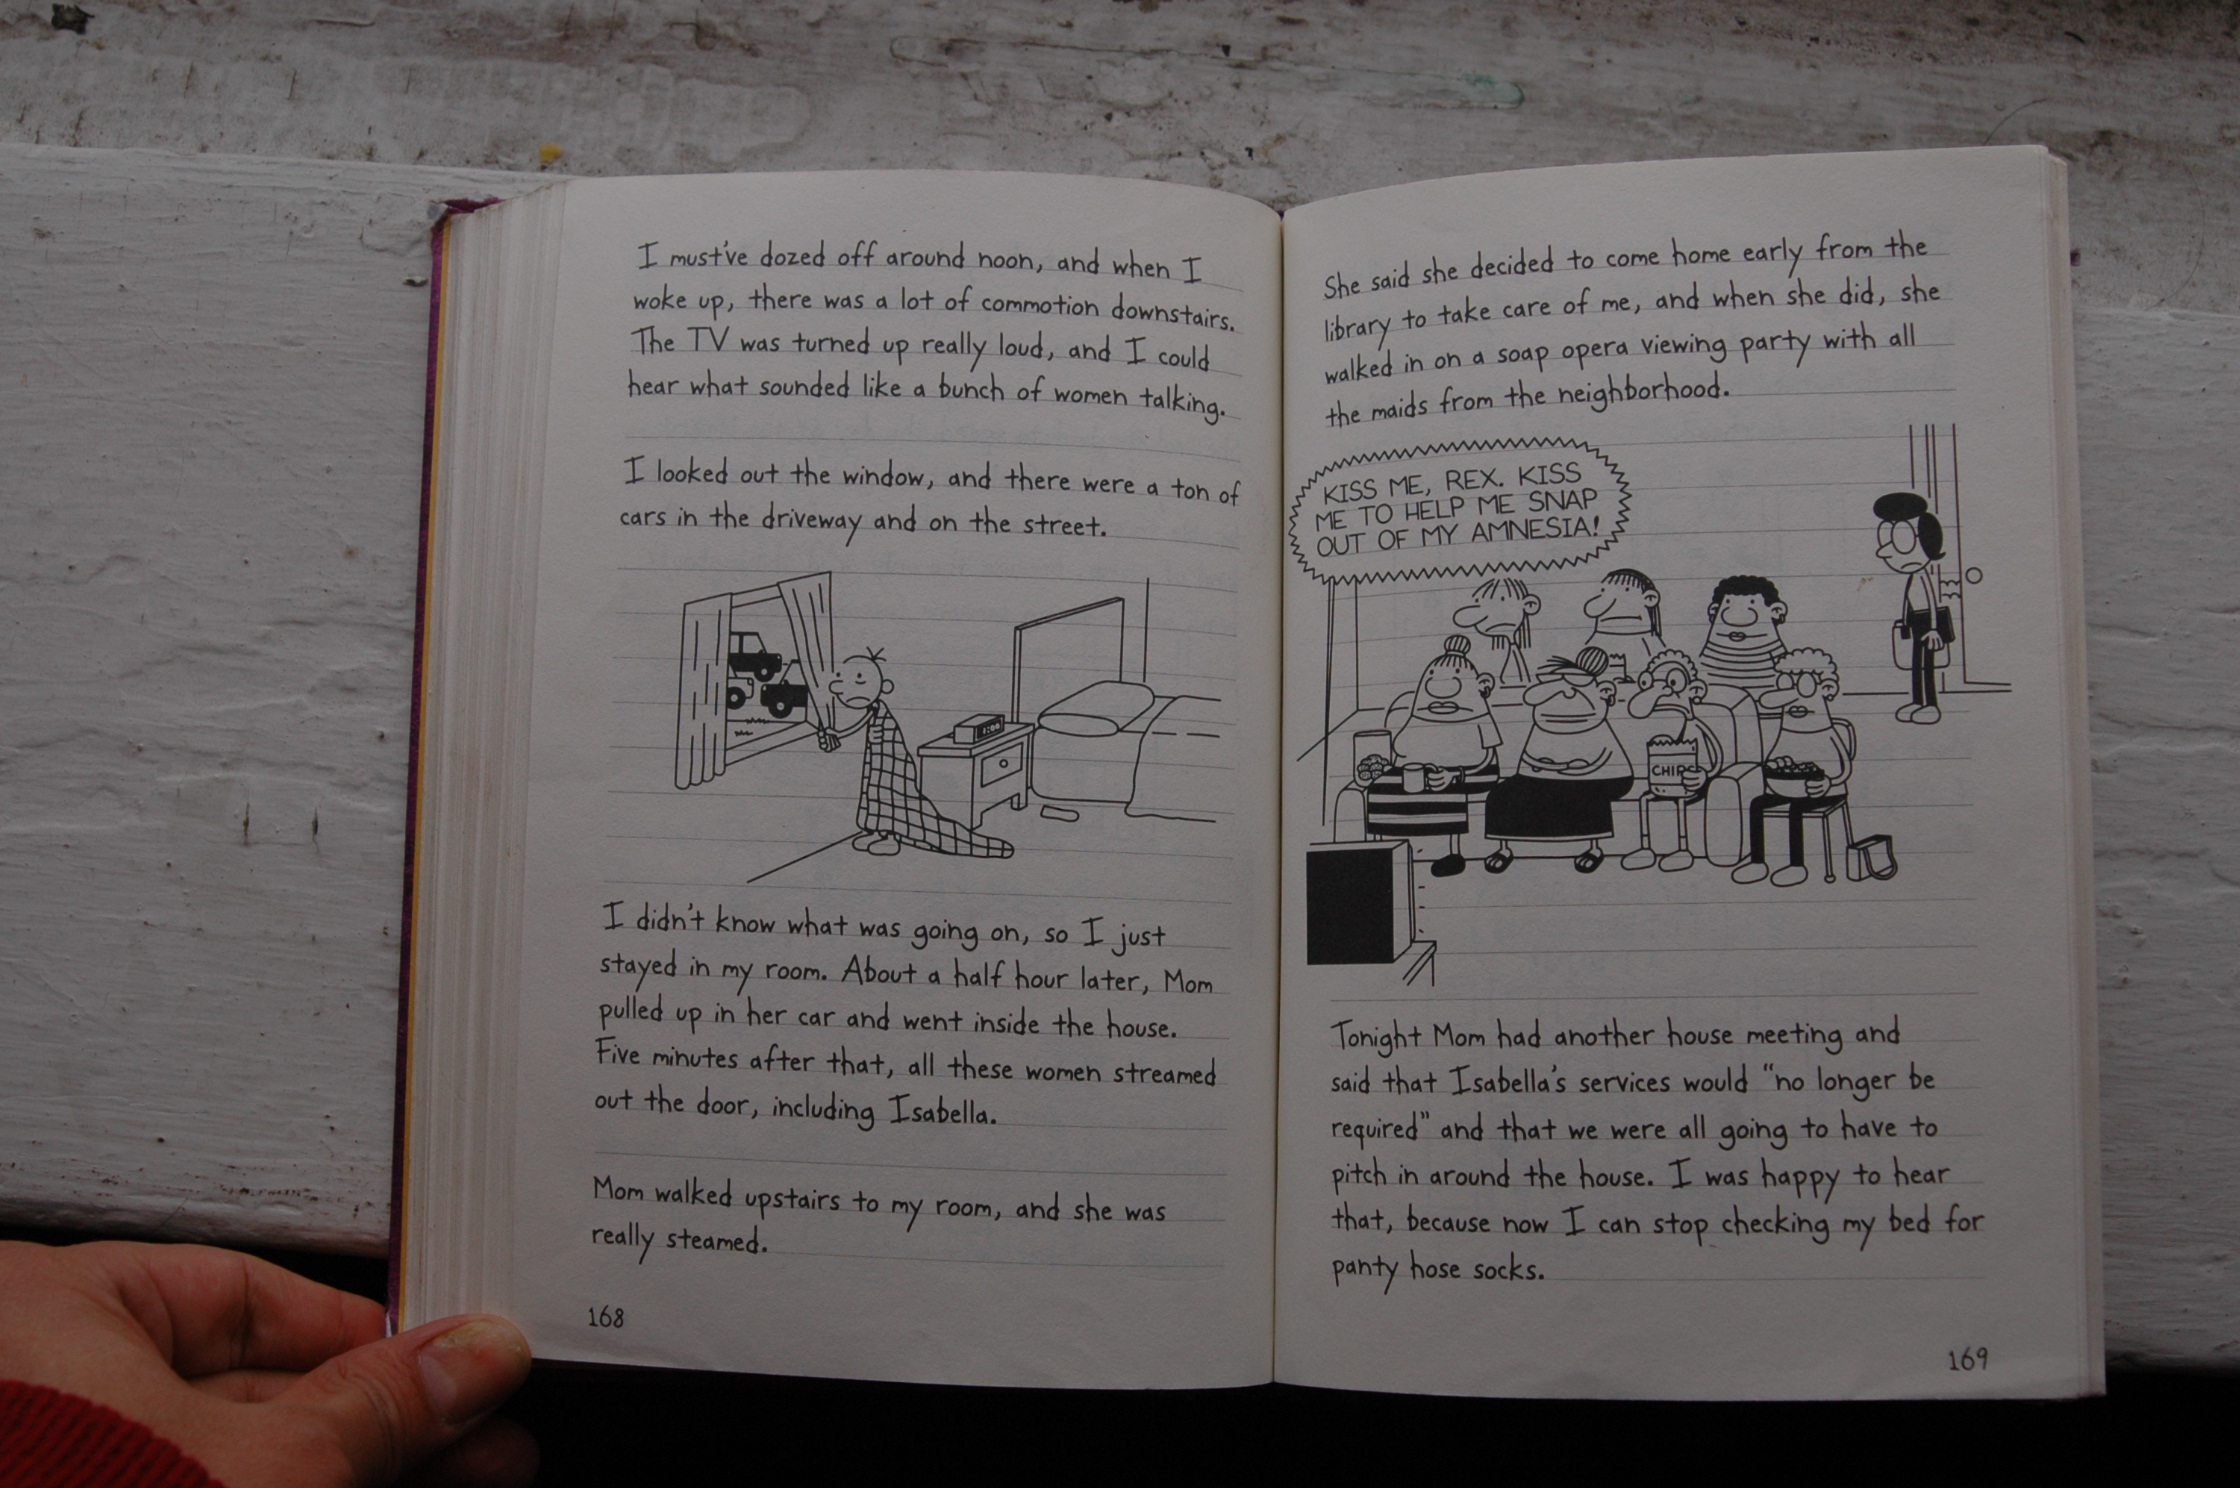 I must've dozed off around noon, and when I
woke up, there was a lot of commotion downstairs.
The TV was turned up really loud, and I could
hear what sounded like a bunch of women talking.
I looked out the window, and there were a ton of
cars in the driveway and on the street.
I didn't know what was going on, so I just
stayed in my room. About a half hour later, Mom
pulled up in her car and went inside the house.
Five minutes after that, all these women streamed
out the door, including Isabella.
Mom walked upstairs to my room, and she was
really steamed.
168
She said she decided to come home early from the
library to take care of me, and when she did, she
walked in on a soap opera viewing party with all
the maids from the neighborhood.
KISS ME, REX. KISS
ME TO HELP ME SNAP
OUT OF MY AMNESIA!
CHIPS
Tonight Mom had another house meeting and
said that Isabella's services would "no longer be
required" and that we were all going to have to
pitch in around the house. I was happy to hear
that, because now I can stop checking my bed for
panty hose socks.
169